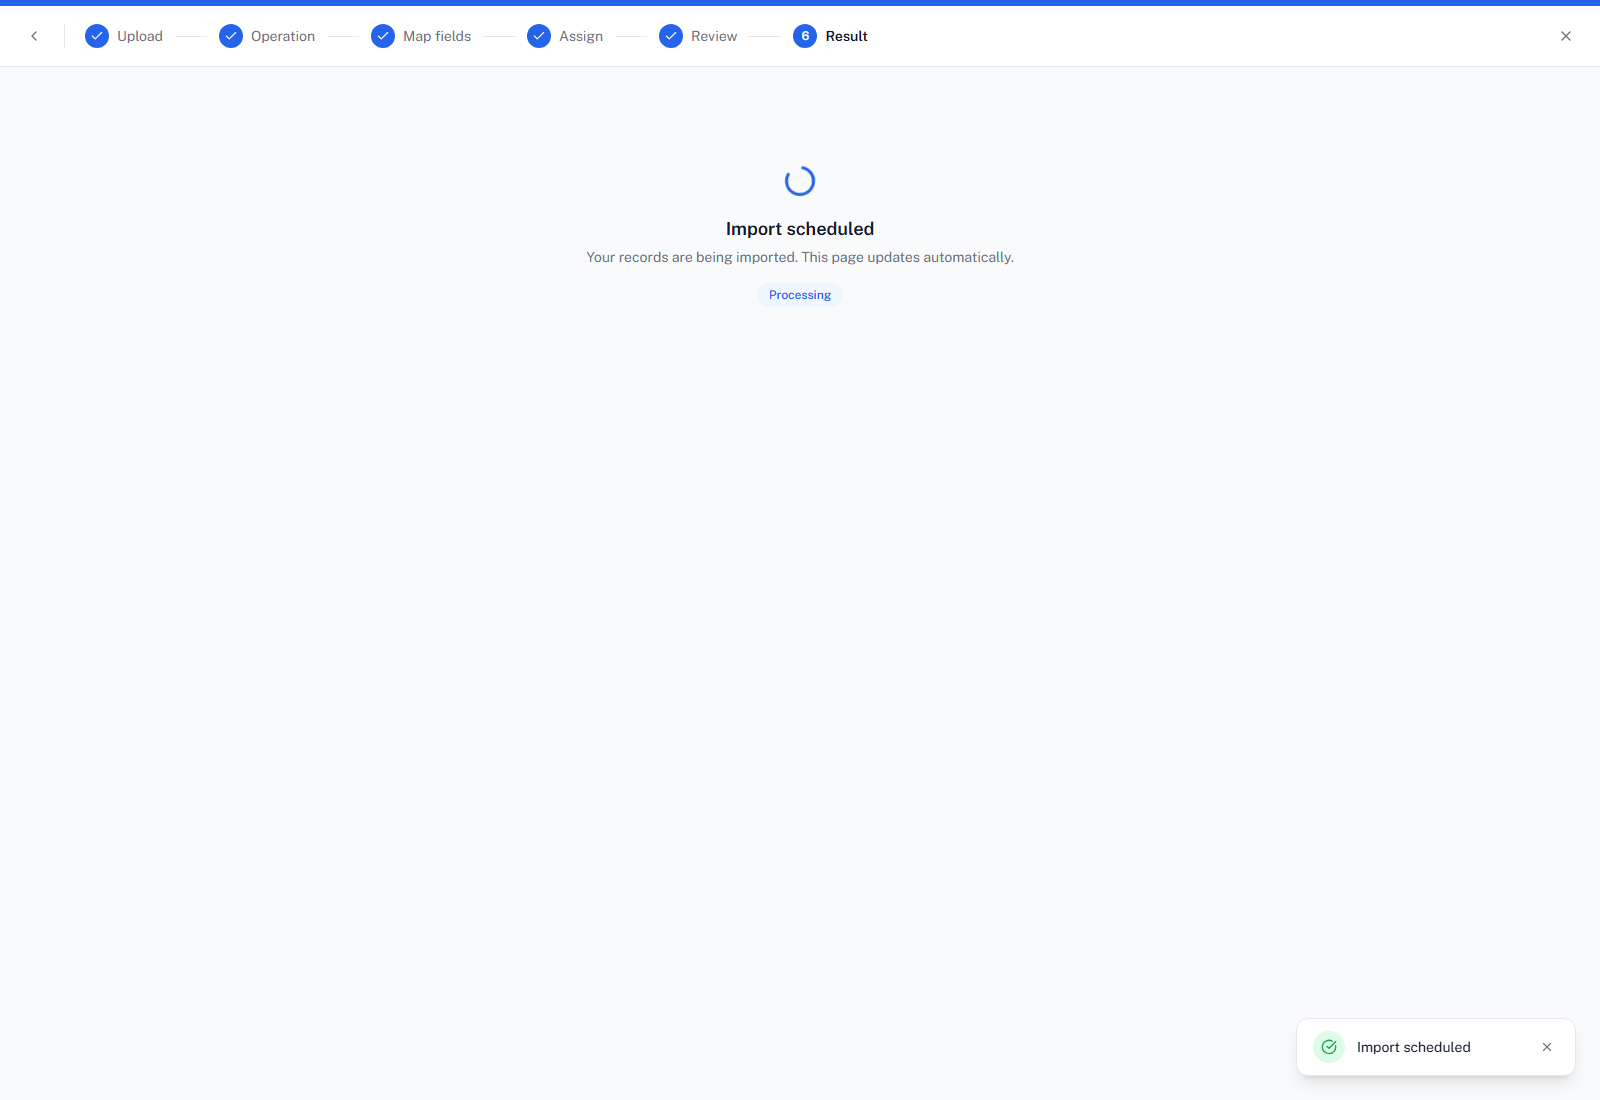 Upload
Operation
Map fields
Assign
Review
6 Result
Import scheduled
Your records are being imported. This page updates automatically.
Processing
Import scheduled